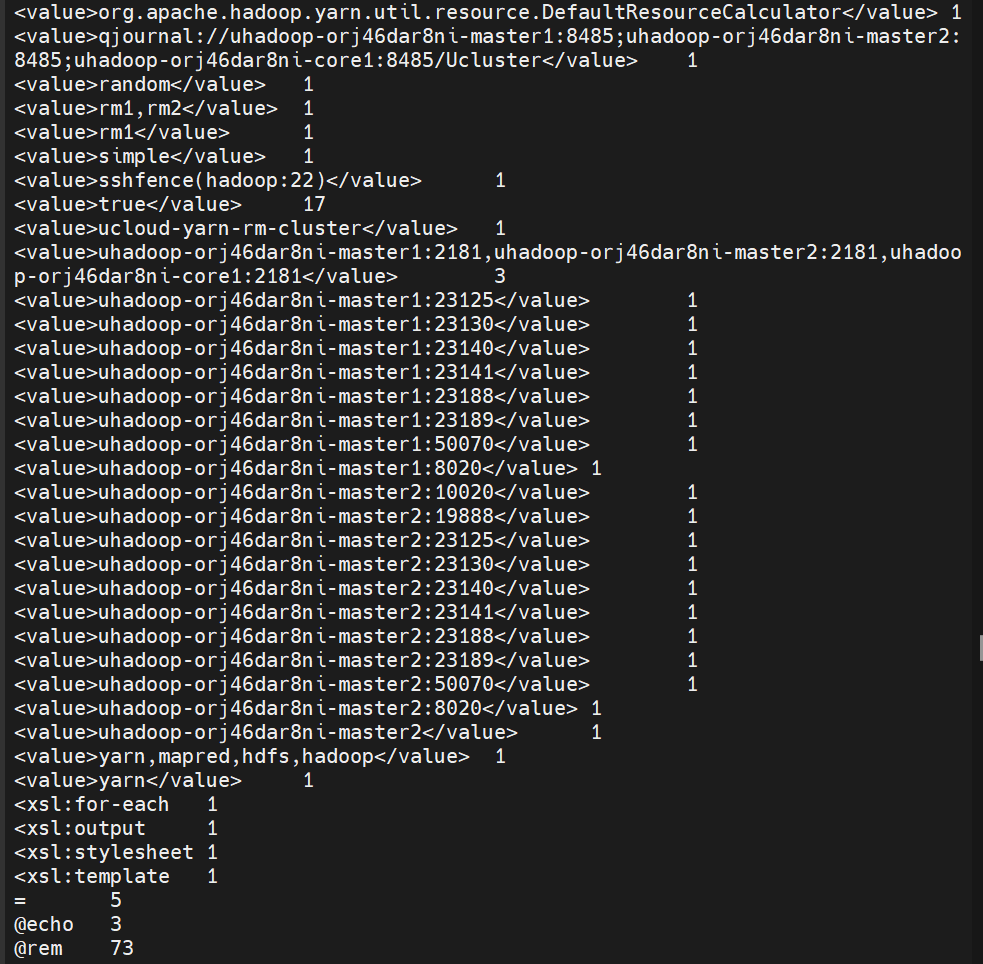 <value>org.apache.hadoop.yarn.util.resource.DefaultResourceCalculator</value> 1
<value>qjournal://uhadoop-orj46dar8ni-master1:8485;uhadoop-orj46dar8ni-master2:
8485;uhadoop-orj46dar8ni-core1:8485/Ucluster</value>    1
<value>random</value>   1
<value>rm1,rm2</value>  1
<value>rm1</value>      1
<value>simple</value>   1
<value>sshfence(hadoop:22)</value>      1
<value>true</value>     17
<value>ucloud-yarn-rm-cluster</value>   1
<value>uhadoop-orj46dar8ni-master1:2181,uhadoop-orj46dar8ni-master2:2181,uhadoo
p-orj46dar8ni-core1:2181</value>        3
<value>uhadoop-orj46dar8ni-master1:23125</value>        1
<value>uhadoop-orj46dar8ni-master1:23130</value>        1
<value>uhadoop-orj46dar8ni-master1:23140</value>        1
<value>uhadoop-orj46dar8ni-master1:23141</value>        1
<value>uhadoop-orj46dar8ni-master1:23188</value>        1
<value>uhadoop-orj46dar8ni-master1:23189</value>        1
<value>uhadoop-orj46dar8ni-master1:50070</value>        1
<value>uhadoop-orj46dar8ni-master1:8020</value> 1
<value>uhadoop-orj46dar8ni-master2:10020</value>        1
<value>uhadoop-orj46dar8ni-master2:19888</value>        1
<value>uhadoop-orj46dar8ni-master2:23125</value>        1
<value>uhadoop-orj46dar8ni-master2:23130</value>        1
<value>uhadoop-orj46dar8ni-master2:23140</value>        1
<value>uhadoop-orj46dar8ni-master2:23141</value>        1
<value>uhadoop-orj46dar8ni-master2:23188</value>        1
<value>uhadoop-orj46dar8ni-master2:23189</value>        1
<value>uhadoop-orj46dar8ni-master2:50070</value>        1
<value>uhadoop-orj46dar8ni-master2:8020</value> 1
<value>uhadoop-orj46dar8ni-master2</value>      1
<value>yarn,mapred,hdfs,hadoop</value>  1
<value>yarn</value>     1
<xsl:for-each   1
<xsl:output     1
<xsl:stylesheet 1
<xsl:template   1
=       5
@echo   3
@rem    73